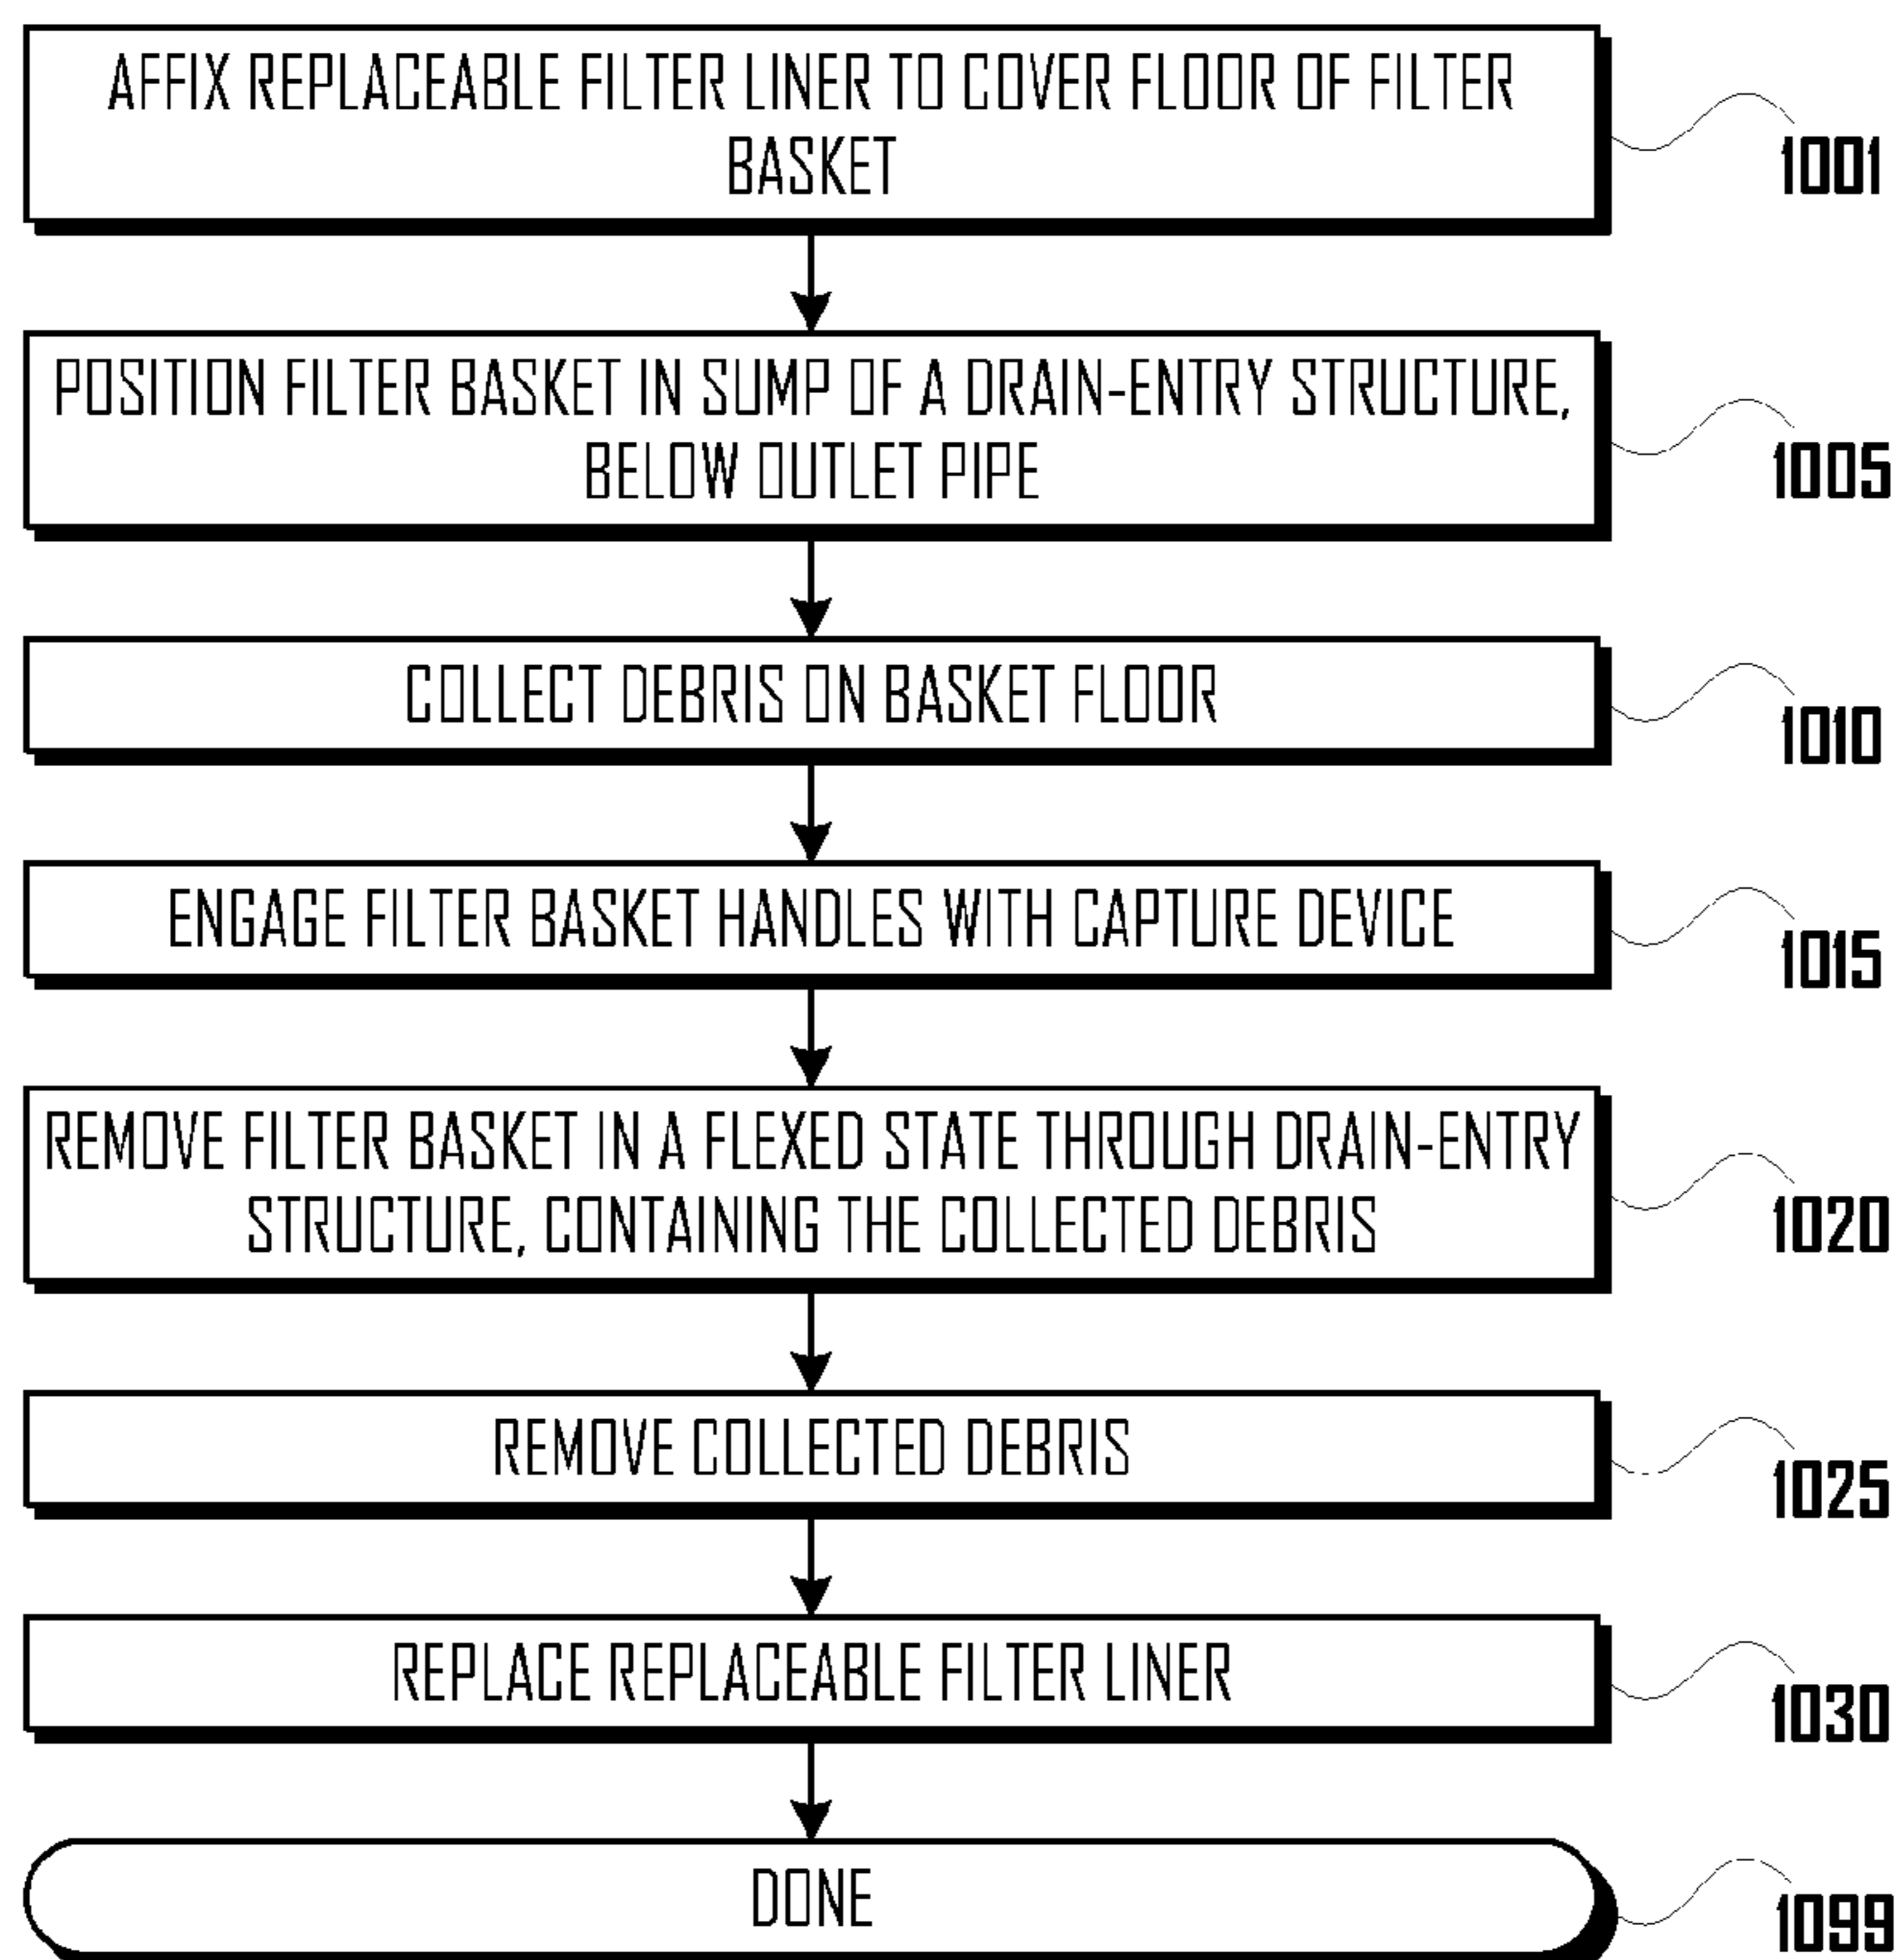 AFFIX REPLACEABLE FILTER LINER TO COVER FLOOR OF FILTER
BASKET
1001
POSITION FILTER BASKET IN SUMP OF A DRAIN-ENTRY STRUCTURE,
BELOW OUTLET PIPE
1005
COLLECT DEBRIS ON BASKET FLOOR
1010
ENGAGE FILTER BASKET HANDLES WITH CAPTURE DEVICE
1015
REMOVE FILTER BASKET IN A FLEXED STATE THROUGH DRAIN-ENTRY
STRUCTURE, CONTAINING THE COLLECTED DEBRIS
1020
REMOVE COLLECTED DEBRIS
1025
REPLACE REPLACEABLE FILTER LINER
1030
DONE
1099